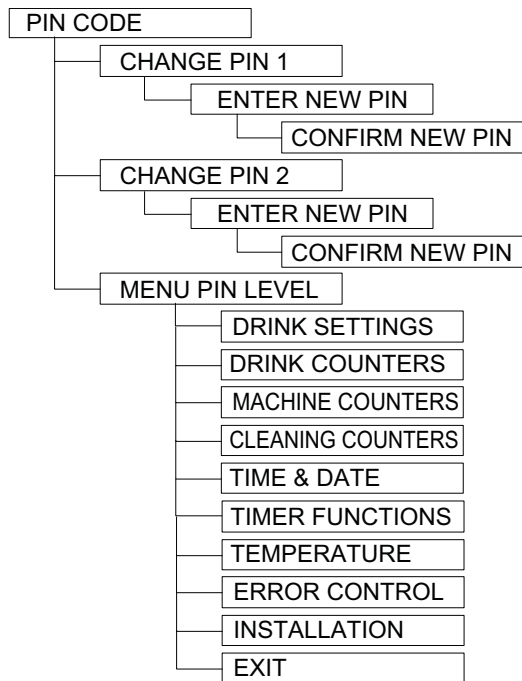 PIN CODE
CHANGE PIN 1
ENTER NEW PIN
CONFIRM NEW PIN
CHANGE PIN 2
ENTER NEW PIN
CONFIRM NEW PIN
MENU PIN LEVEL
DRINK SETTINGS
DRINK COUNTERS
MACHINE COUNTERS
CLEANING COUNTERS
TIME & DATE
TIMER FUNCTIONS
TEMPERATURE
ERROR CONTROL
INSTALLATION
EXIT